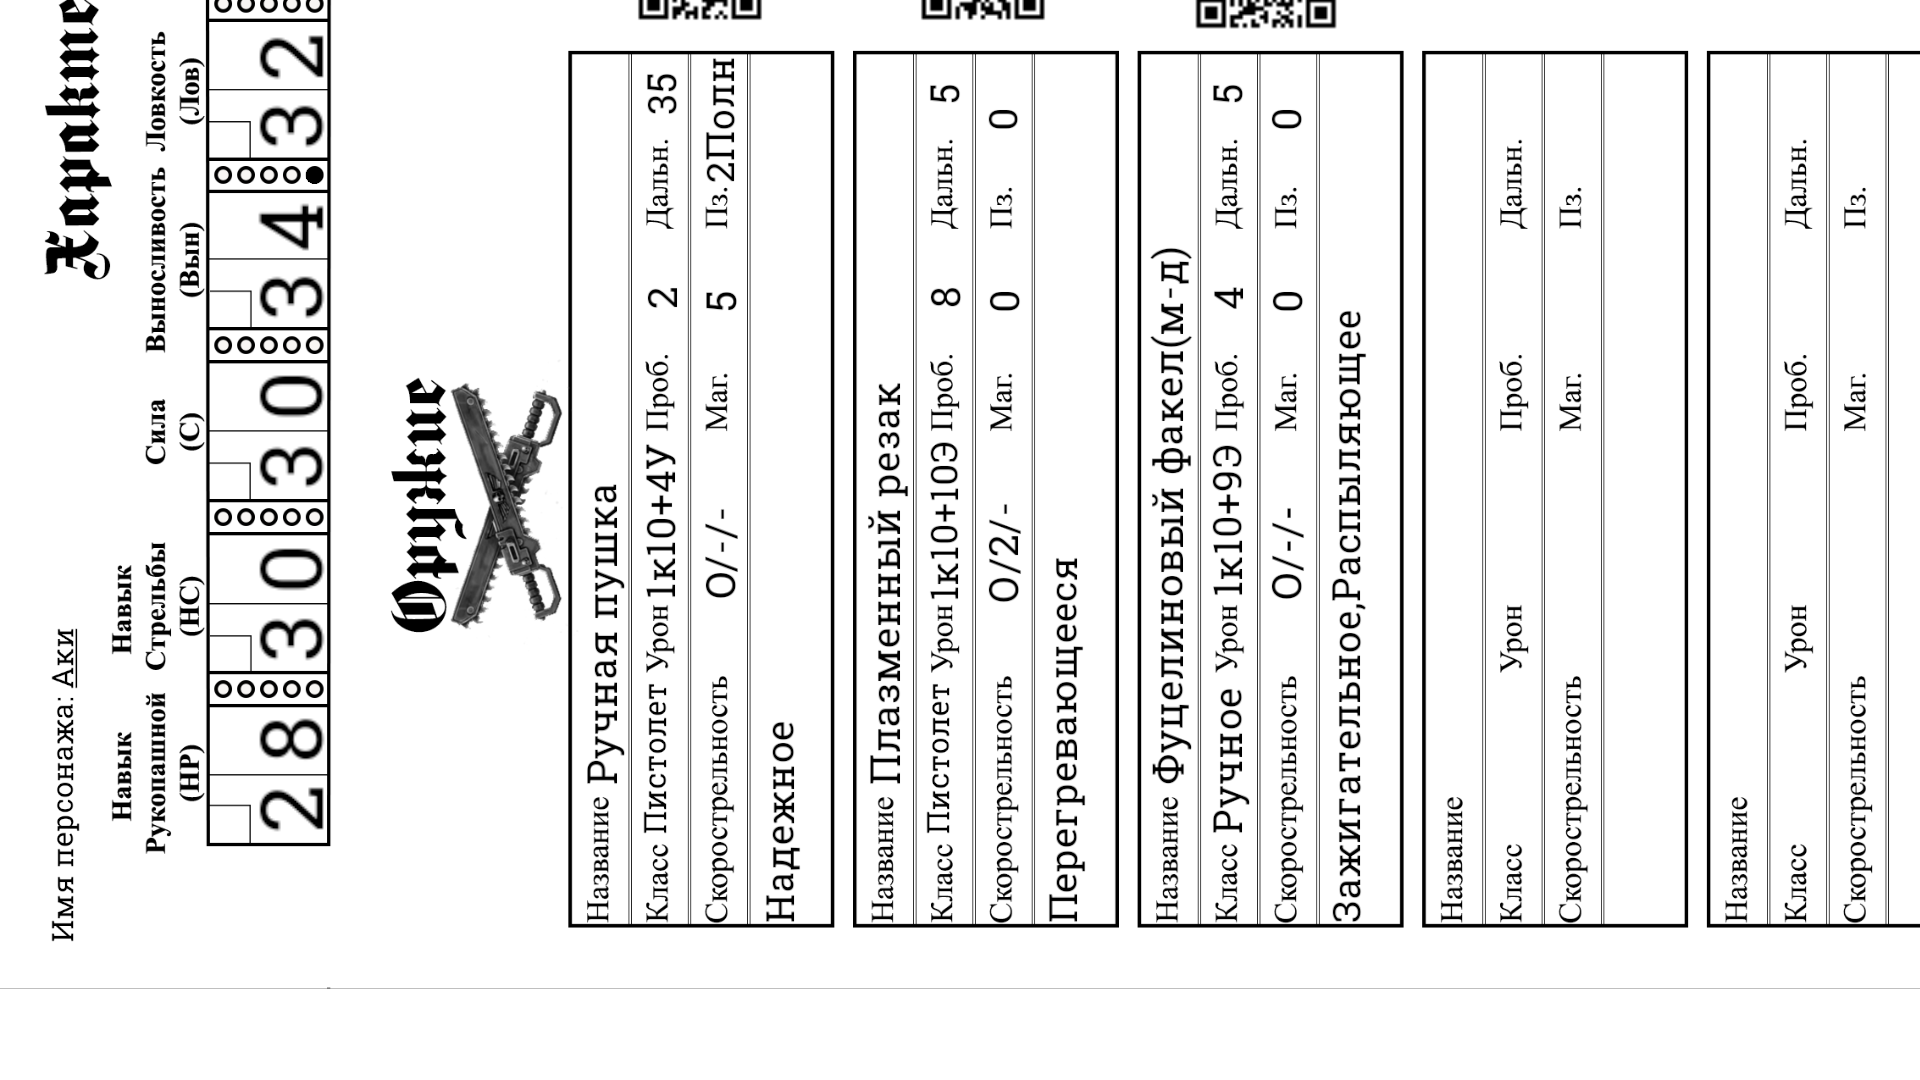 Имя персонажа: Аки
Характе
Навык Рукопашной (НР)
Навык Стрельбы (НС)
Сила (С)
Выносливость (Вын)
Ловкость (Лов)
28
30
30
34
32
Оружие
Название Ручная пушка
Класс Пистолет Урон 1к10+4У Проб. 2 Дальн. 35
Скорострельность О/-/- Маг. 5 Пз. 2Полн
Надежное
Название Плазменный резак
Класс Пистолет Урон 1к10+10Э Проб. 8 Дальн. 5
Скорострельность О/2/- Маг. 0 Пз. 0
Перегревающееся
Название Фуцелиновый факел(м-д)
Класс Ручное Урон 1к10+9Э Проб. 4 Дальн. 5
Скорострельность О/-/- Маг. 0 Пз. 0
Зажигательное,Распыляющее
Название
Класс Урон Проб. Дальн.
Скорострельность Маг. Пз.
Название
Класс Урон Проб. Дальн.
Скорострельность Маг. Пз.